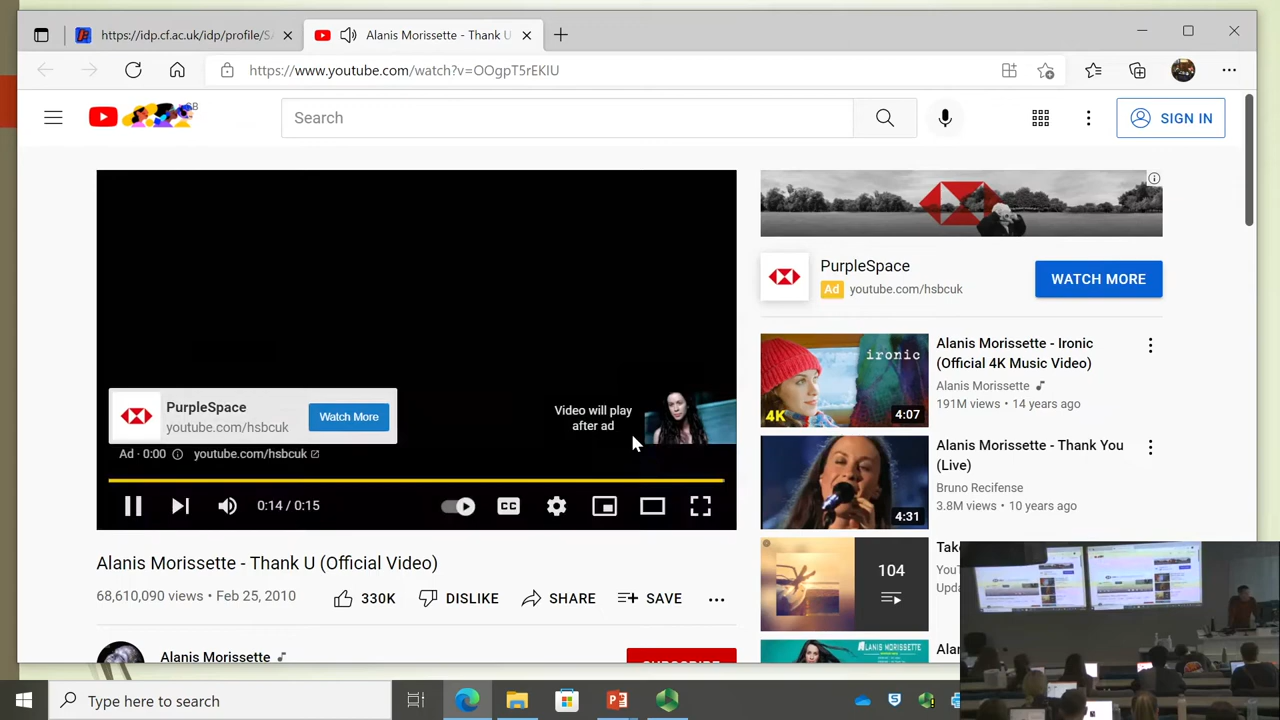 https://idp.cf.ac.uk/idp/profile/S
Alanis Morissette - Thank U
https://www.youtube.com/watch?v=OOgpT5rEKIU
GB
Search
SIGN IN
PurpleSpace
Ad youtube.com/hsbcuk
WATCH MORE
ironic
4K
4:07
Alanis Morissette - Ironic
(Official 4K Music Video)
Alanis Morissette
191M views • 14 years ago
PurpleSpace
youtube.com/hsbcuk
Watch More
Video will play
after ad
Ad · 0:00
youtube.com/hsbcuk
4:31
Alanis Morissette - Thank You
(Live)
Bruno Recifense
3.8M views • 10 years ago
0:14 / 0:15
CC
Alanis Morissette - Thank U (Official Video)
68,610,090 views • Feb 25, 2010
330K
DISLIKE
SHARE
SAVE
104
Alanis Morissette
SUBSCRIBE
ALANIS MORISSETTE
Type here to search